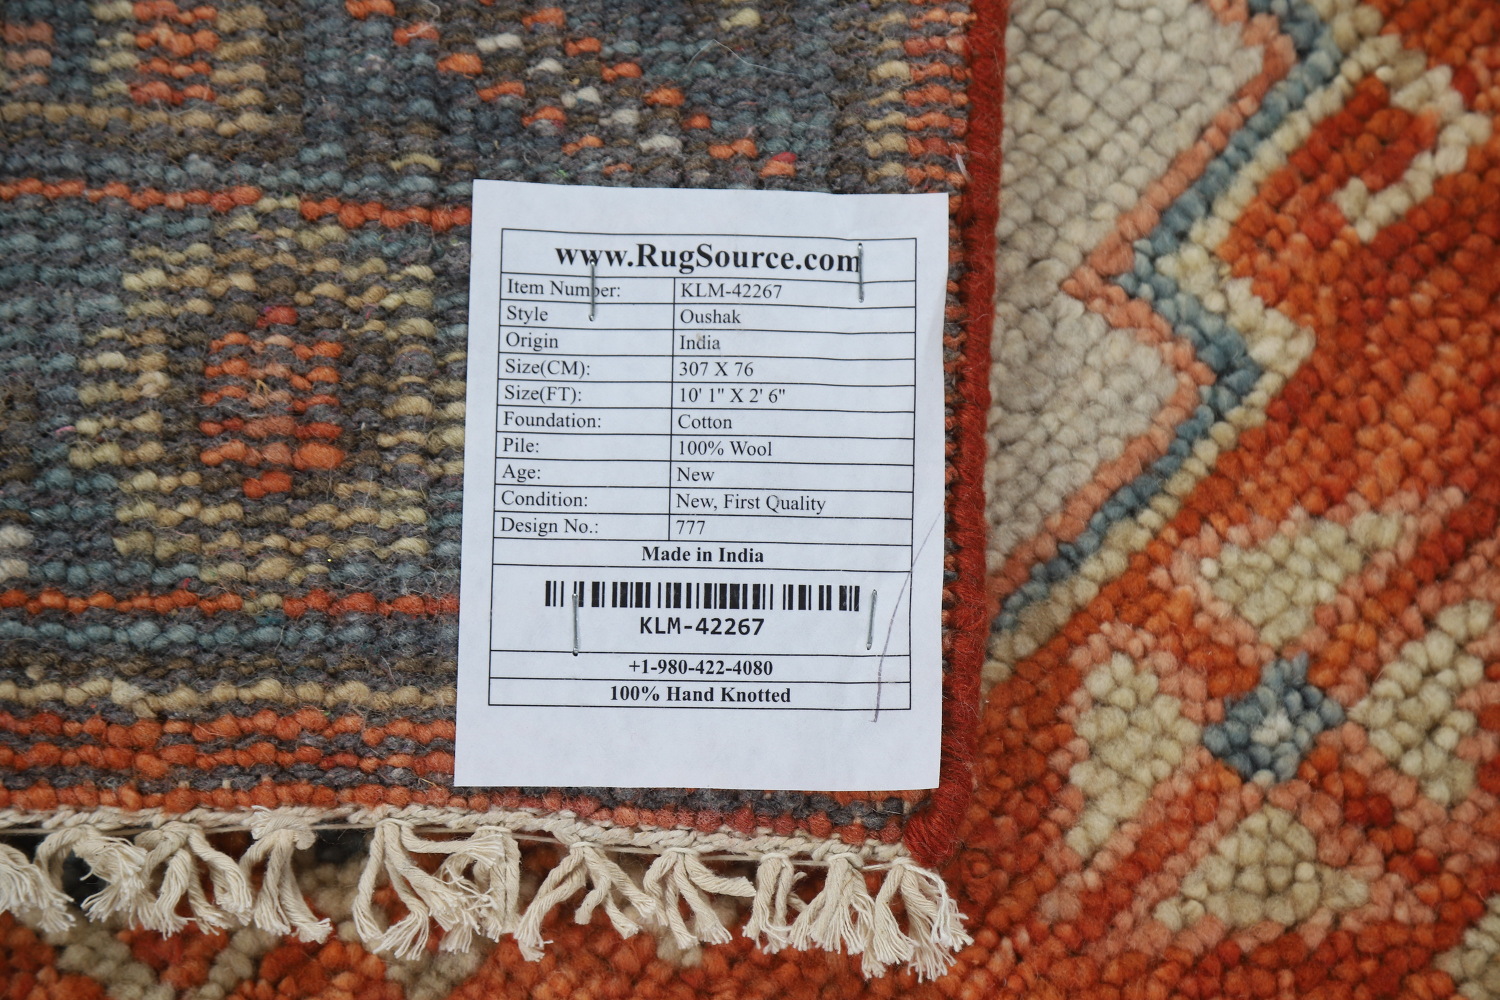 www.RugSource.com
Item Number: KLM-42267
Style Oushak
Origin India
Size(CM): 307 X 76
Size(FT): 10' 1" X 2' 6"
Foundation: Cotton
Pile: 100% Wool
Age: New
Condition: New, First Quality
Design No.: 777
Made in India
KLM-42267
+1-980-422-4080
100% Hand Knotted